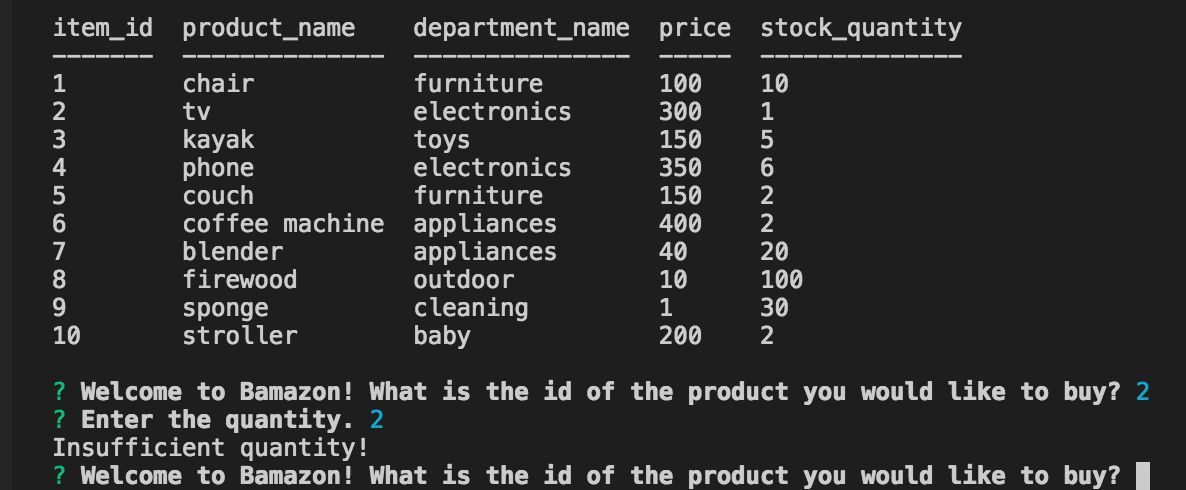 item_id  product_name    department_name  price  stock_quantity
-------  --------------  ---------------  -----  --------------
1        chair           furniture        100    10
2        tv              electronics      300    1
3        kayak           toys             150    5
4        phone           electronics      350    6
5        couch           furniture        150    2
6        coffee machine  appliances       400    2
7        blender         appliances       40     20
8        firewood        outdoor          10     100
9        sponge          cleaning         1      30
10       stroller        baby             200    2
? Welcome to Bamazon! What is the id of the product you would like to buy? 2
? Enter the quantity. 2
Insufficient quantity!
? Welcome to Bamazon! What is the id of the product you would like to buy?